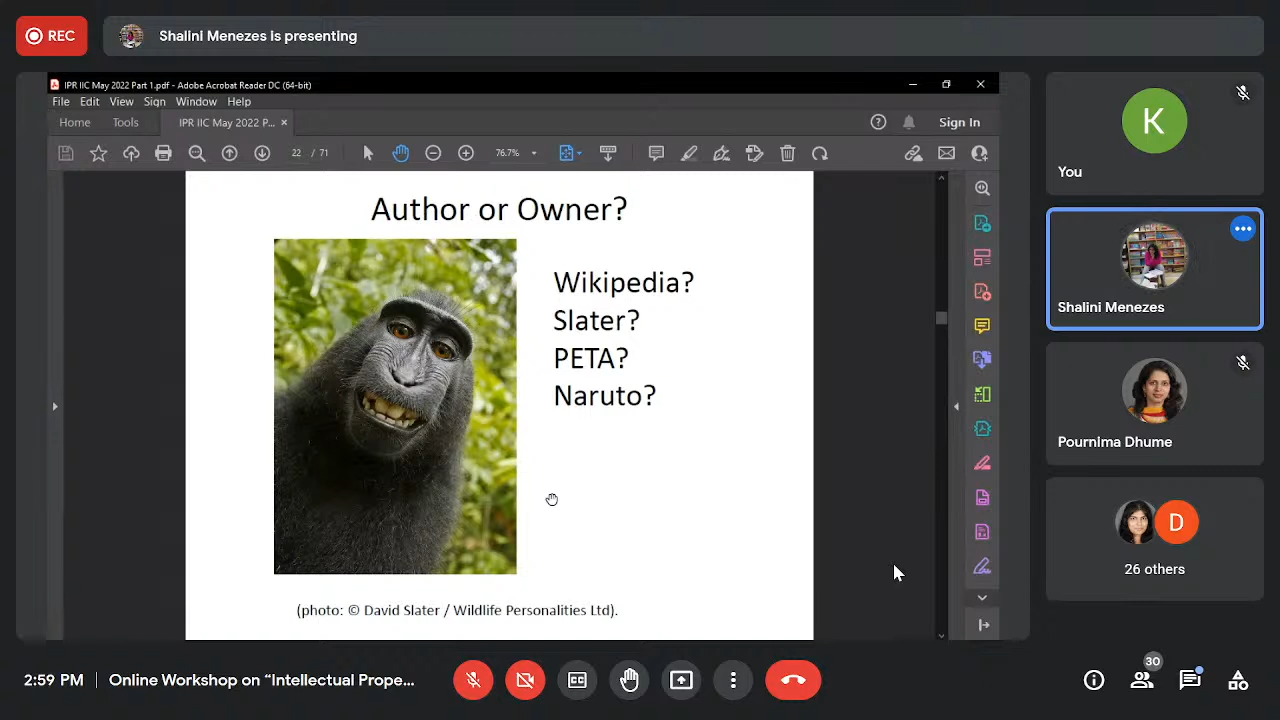 REC
Shalini Menezes is presenting
IPR IIC May 2022 Part 1.pdf - Adobe Acrobat Reader DC (64-bit)
File Edit View Sign Window Help
Home Tools IPR IIC May 2022 P... × Sign In
22 / 71 76.7%
Author or Owner?
Wikipedia?
Slater?
PETA?
Naruto?
(photo: © David Slater / Wildlife Personalities Ltd).
K
You
Shalini Menezes
Pournima Dhume
D
26 others
2:59 PM | Online Workshop on “Intellectual Prope...
30